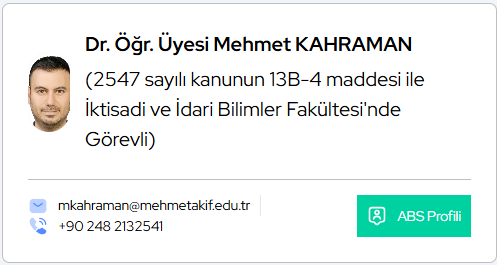 Dr. Öğr. Üyesi Mehmet KAHRAMAN
(2547 sayılı kanunun 13B-4 maddesi ile
İktisadi ve İdari Bilimler Fakültesi'nde
Görevli)
mkahraman@mehmetakif.edu.tr
+90 248 2132541
ABS Profili